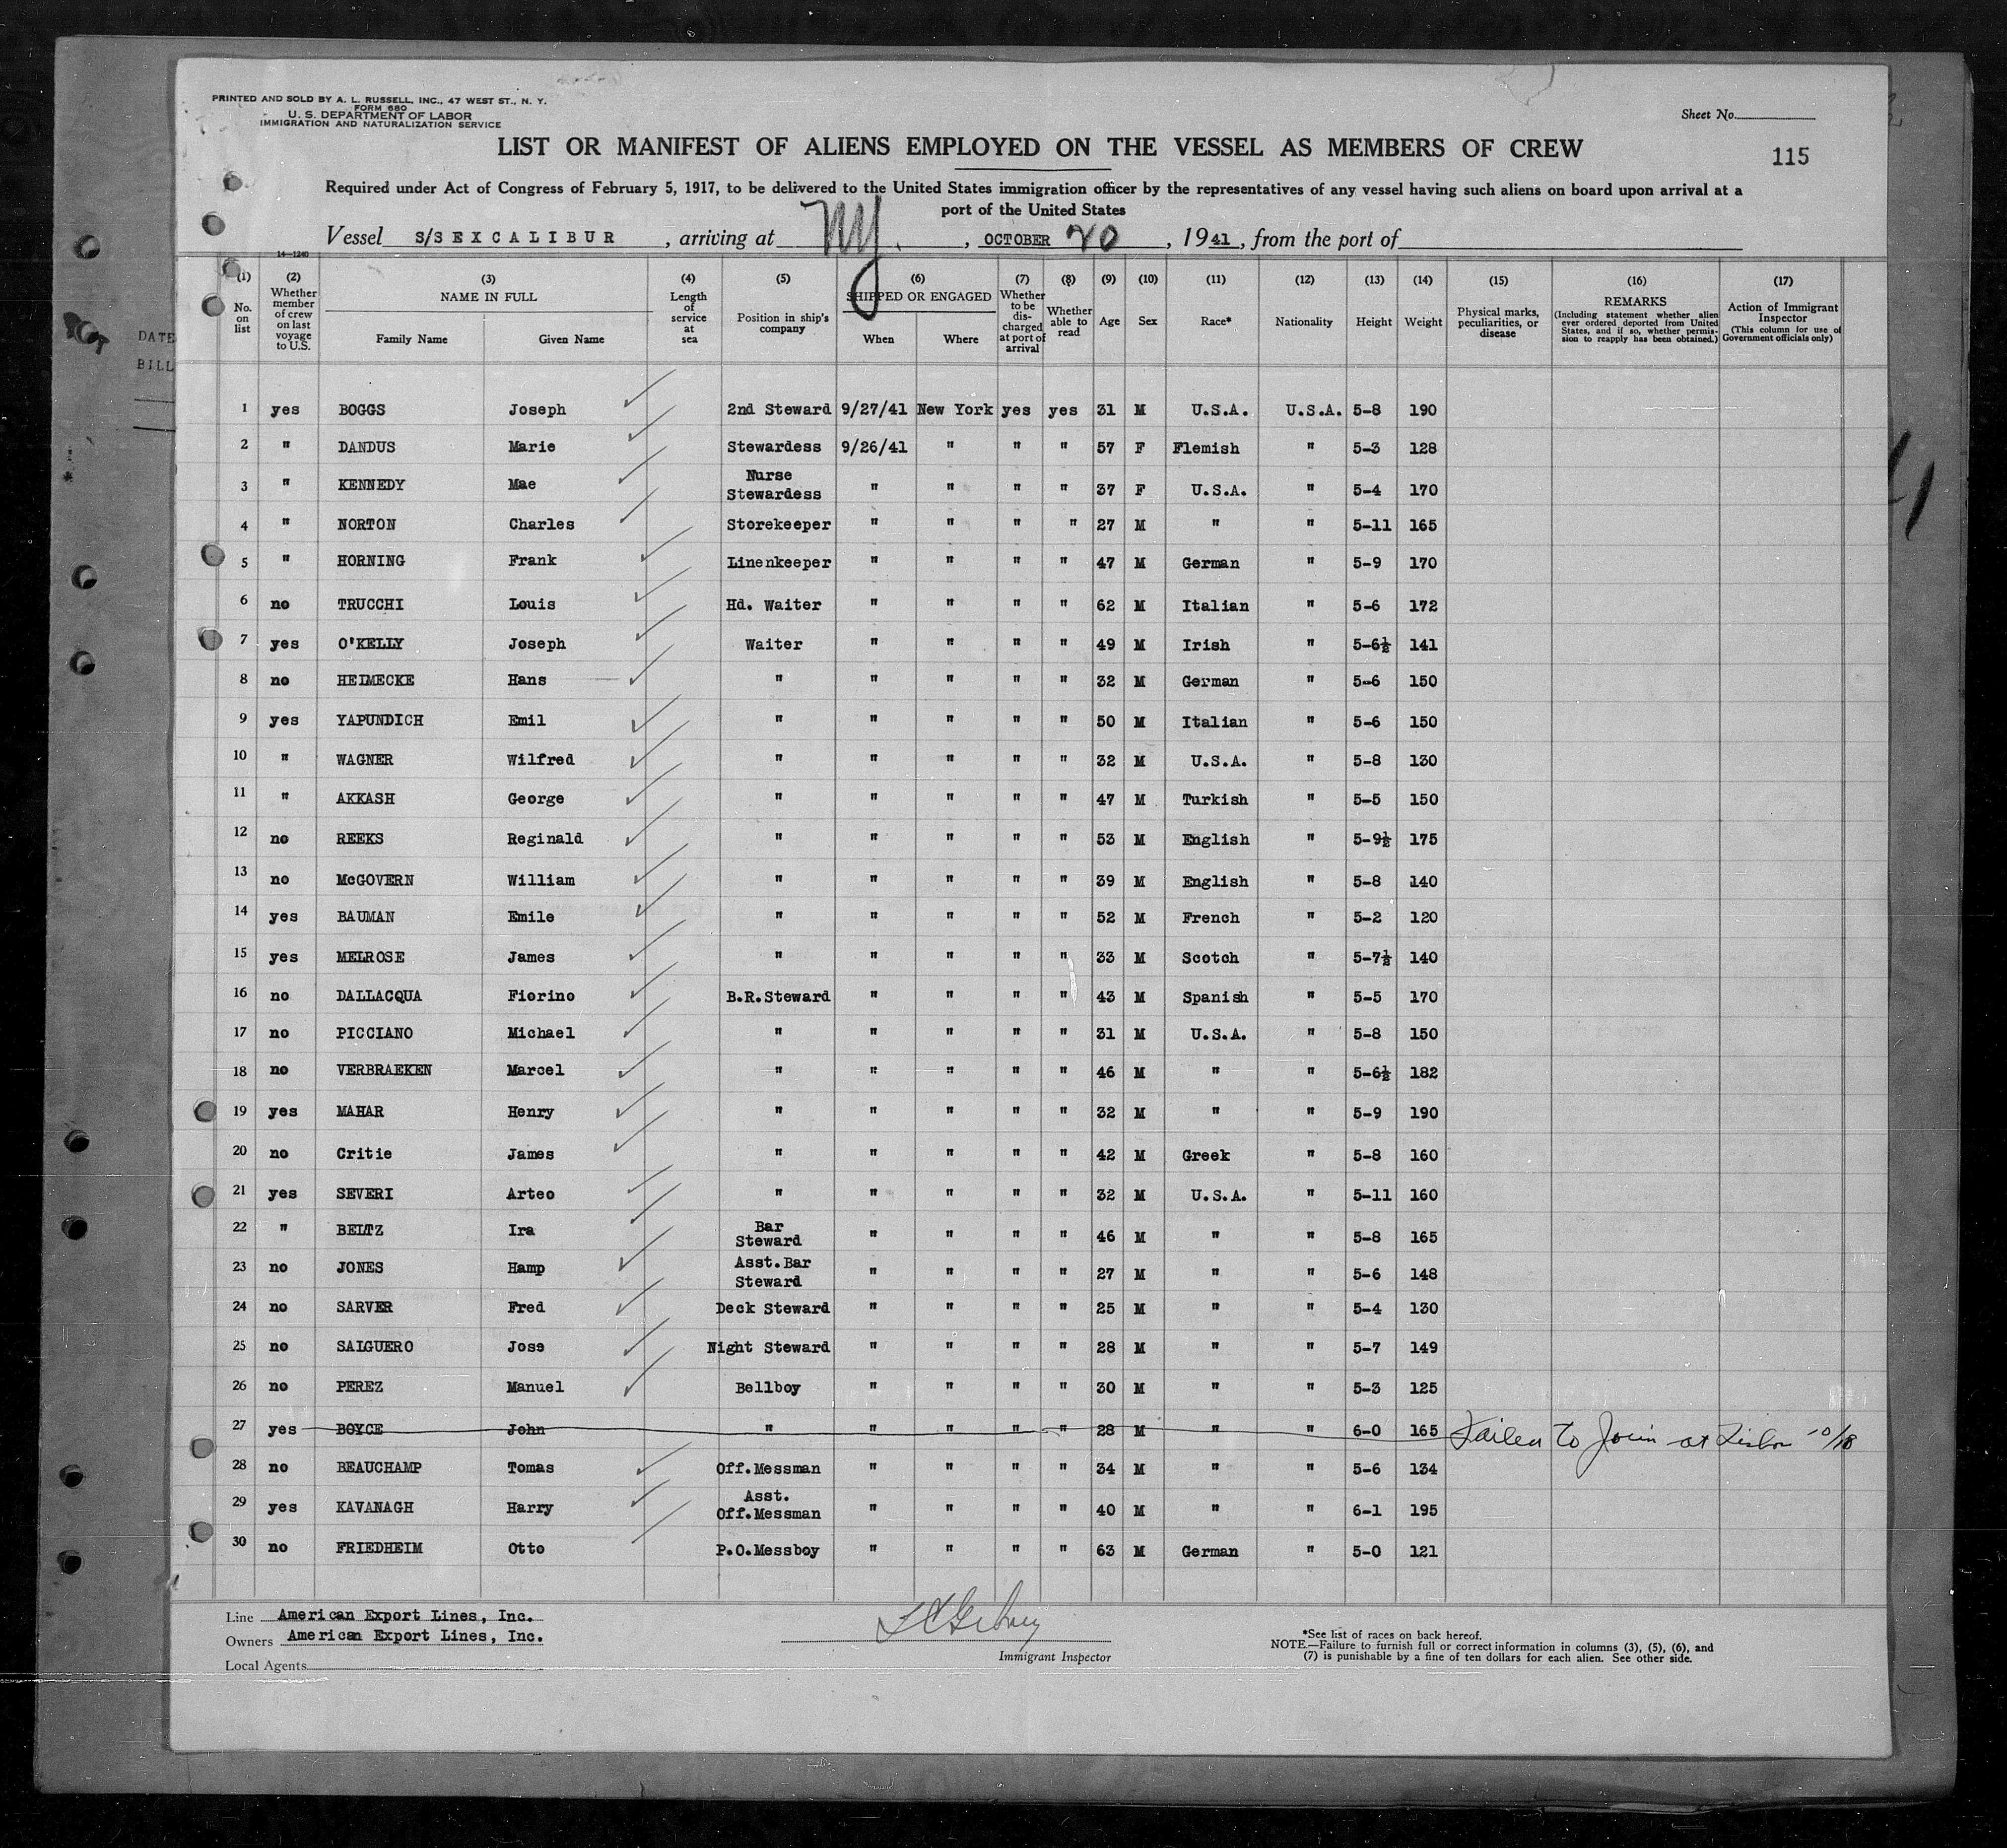 PRINTED AND SOLD BY A. L. RUSSELL, INC., 47 WEST ST., N. Y.
FORM 680
U. S. DEPARTMENT OF LABOR
IMMIGRATION AND NATURALIZATION SERVICE
Sheet No.
LIST OR MANIFEST OF ALIENS EMPLOYED ON THE VESSEL AS MEMBERS OF CREW
115
Required under Act of Congress of February 5, 1917, to be delivered to the United States immigration officer by the representatives of any vessel having such aliens on board upon arrival at a
port of the United States
Vessel S/S EXCALIBUR , arriving at NY. , OCTOBER 20 , 1941, from the port of
14—1240
DATE
BILL
(1) (2) (3) (4) (5) (6) (7) (8) (9) (10) (11) (12) (13) (14) (15) (16) (17)
No. on list
Whether member of crew on last voyage to U.S.
NAME IN FULL
Family Name Given Name
Length of service at sea
Position in ship's company
SHIPPED OR ENGAGED
When Where
Whether to be discharged at port of arrival
Whether able to read
Age Sex Race* Nationality Height Weight
Physical marks, peculiarities, or disease
REMARKS
(Including statement whether alien ever ordered deported from United States, and if so, whether permission to reapply has been obtained.)
Action of Immigrant Inspector
(This column for use of Government officials only)
1 yes BOGGS Joseph 2nd Steward 9/27/41 New York yes yes 31 M U.S.A. U.S.A. 5-8 190
2 " DANDUS Marie Stewardess 9/26/41 " " " 57 F Flemish " 5-3 128
3 " KENNEDY Mae Nurse Stewardess " " " " 37 F U.S.A. " 5-4 170
4 " NORTON Charles Storekeeper " " " " 27 M " " 5-11 165
5 " HORNING Frank Linenkeeper " " " " 47 M German " 5-9 170
6 no TRUCCHI Louis Hd. Waiter " " " " 62 M Italian " 5-6 172
7 yes O'KELLY Joseph Waiter " " " " 49 M Irish " 5-6½ 141
8 no HEIMECKE Hans " " " " " 32 M German " 5-6 150
9 yes YAPUNDICH Emil " " " " " 50 M Italian " 5-6 150
10 " WAGNER Wilfred " " " " " 32 M U.S.A. " 5-8 130
11 " AKKASH George " " " " " 47 M Turkish " 5-5 150
12 no REEKS Reginald " " " " " 53 M English " 5-9½ 175
13 no McGOVERN William " " " " " 39 M English " 5-8 140
14 yes BAUMAN Emile " " " " " 52 M French " 5-2 120
15 yes MELROSE James " " " " " 33 M Scotch " 5-7½ 140
16 no DALLACQUA Fiorino B.R.Steward " " " " 43 M Spanish " 5-5 170
17 no PICCIANO Michael " " " " " 31 M U.S.A. " 5-8 150
18 no VERBRAEKEN Marcel " " " " " 46 M " " 5-6½ 182
19 yes MAHAR Henry " " " " " 32 M " " 5-9 190
20 no Critie James " " " " " 42 M Greek " 5-8 160
21 yes SEVERI Arteo " " " " " 32 M U.S.A. " 5-11 160
22 " BELTZ Ira Bar Steward " " " " 46 M " " 5-8 165
23 no JONES Hamp Asst.Bar Steward " " " " 27 M " " 5-6 148
24 no SARVER Fred Deck Steward " " " " 25 M " " 5-4 130
25 no SALGUERO Jose Night Steward " " " " 28 M " " 5-7 149
26 no PEREZ Manuel Bellboy " " " " 30 M " " 5-3 125
27 yes BOYCE John " " " " " 28 M " " 6-0 165 Failed To Join at Lisbon 10/18
28 no BEAUCHAMP Tomas Off.Messman " " " " 34 M " " 5-6 134
29 yes KAVANAGH Harry Asst. Off.Messman " " " " 40 M " " 6-1 195
30 no FRIEDHEIM Otto P.O.Messboy " " " " 63 M German " 5-0 121
Line American Export Lines, Inc.
Owners American Export Lines, Inc.
Local Agents
Immigrant Inspector
*See list of races on back hereof.
NOTE.—Failure to furnish full or correct information in columns (3), (5), (6), and
(7) is punishable by a fine of ten dollars for each alien. See other side.